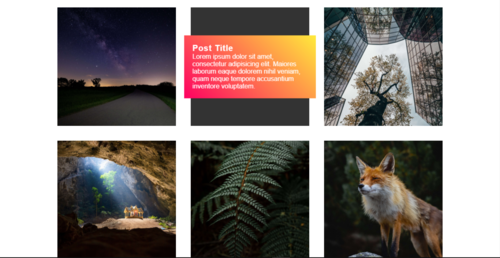 Post Title
Lorem ipsum dolor sit amet,
consectetur adipisicing elit. Maiores
laborum eaque dolorem nihil veniam,
quam neque tempore accusantium
inventore voluptatem.